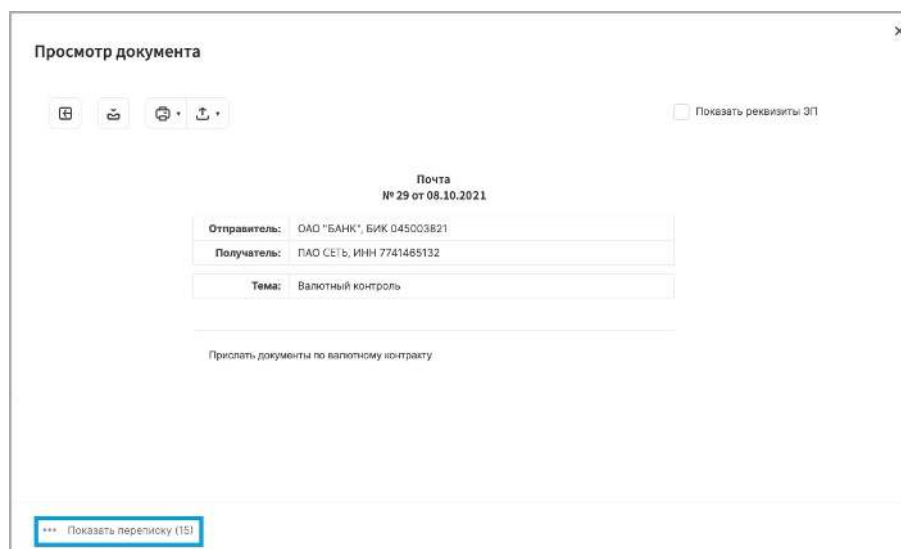 Просмотр документа
Показать реквизиты ЭП
Почта
№ 29 от 08.10.2021
Отправитель: ОАО "БАНК", БИК 045003821
Получатель: ПАО СЕТЬ, ИНН 7741465132
Тема: Валютный контроль
Прислать документы по валютному контракту
Показать переписку (15)